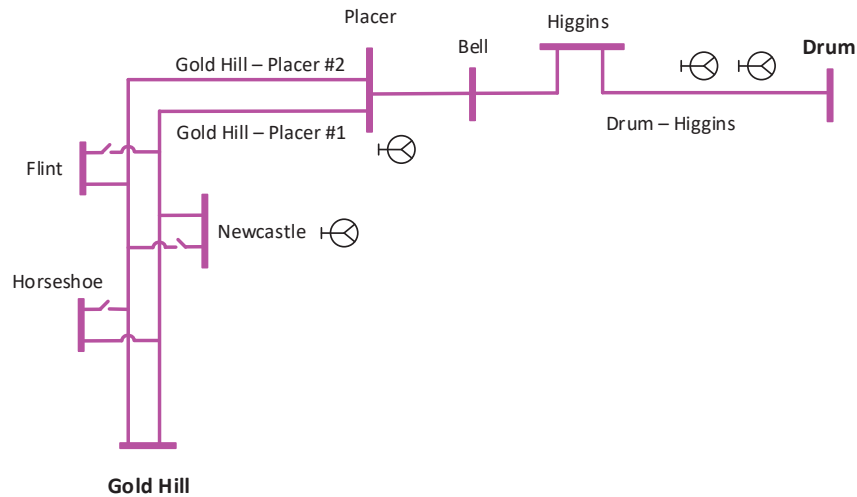 Placer
Higgins
Bell
Drum
Gold Hill – Placer #2
Gold Hill – Placer #1
Drum – Higgins
Flint
Newcastle
Horseshoe
Gold Hill